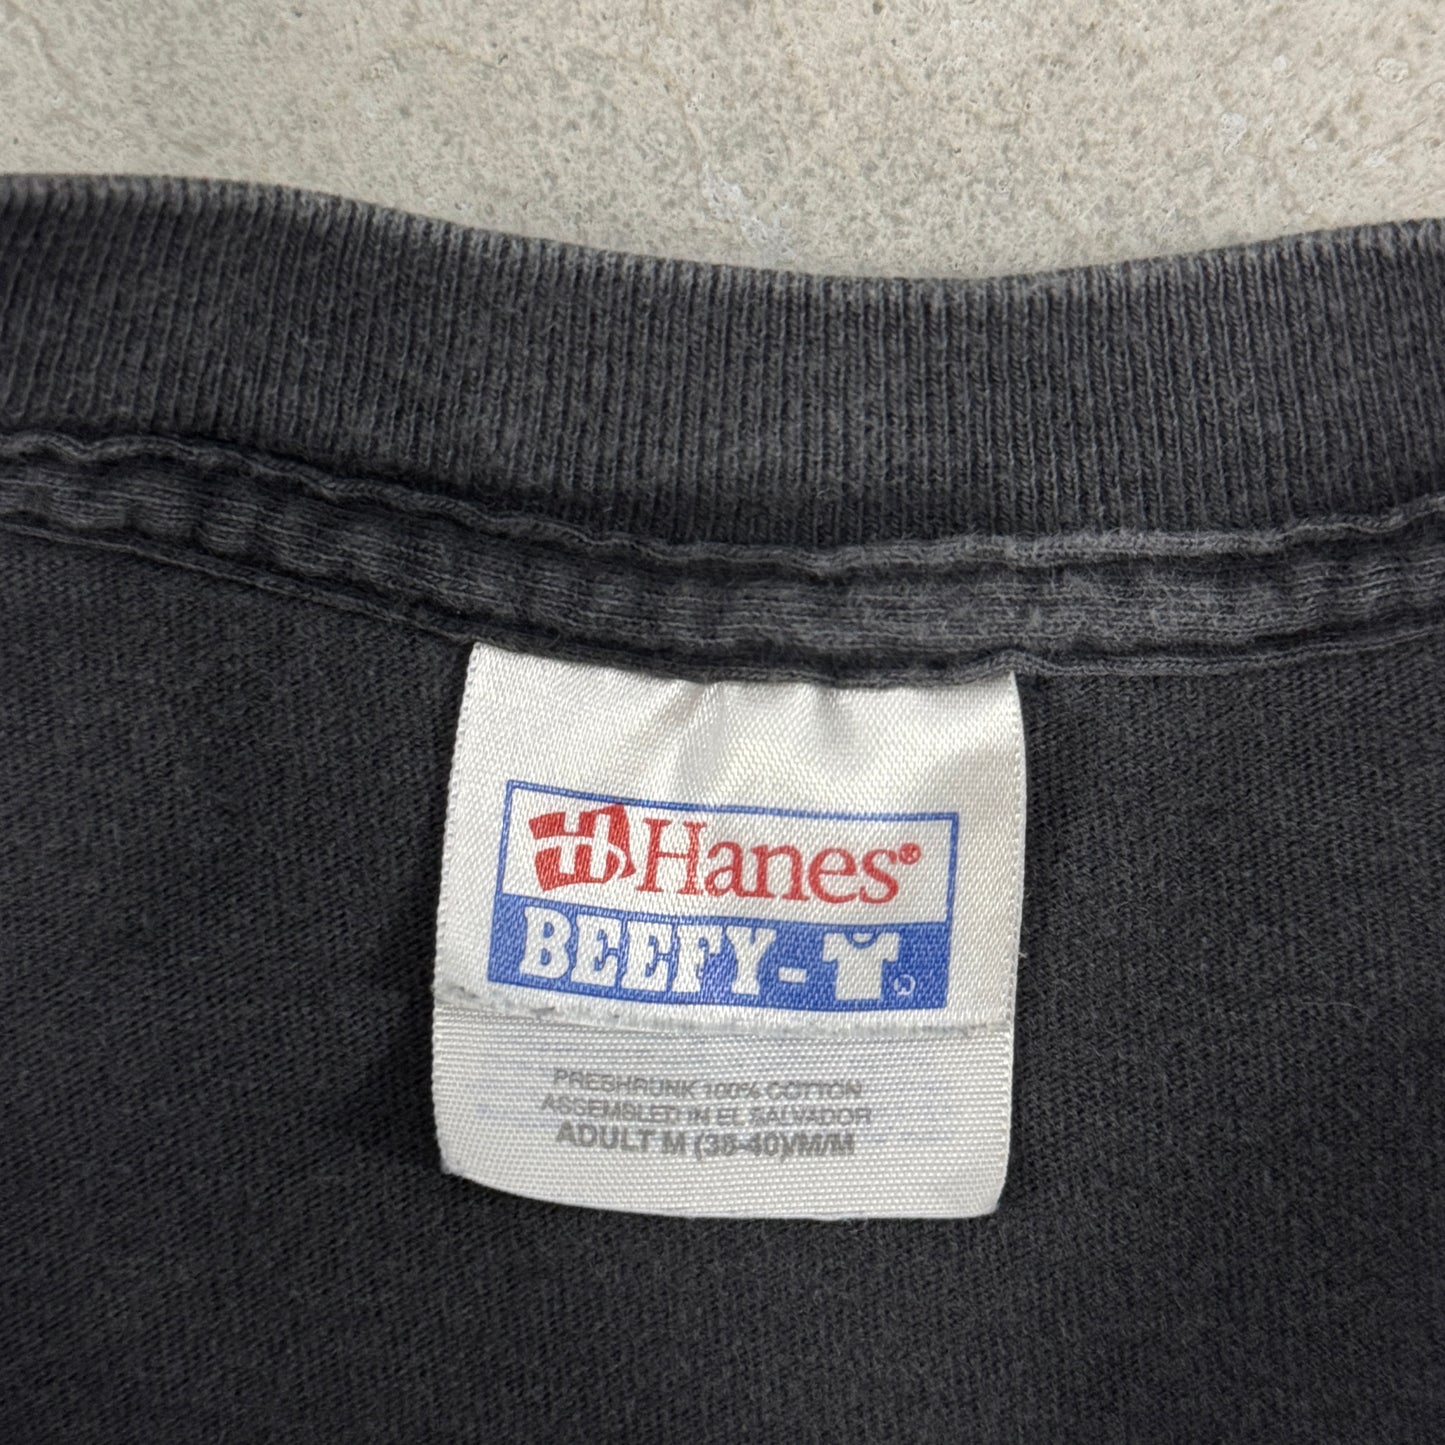 Hanes®
BEEFY-T
PRESHRUNK 100% COTTON
ASSEMBLED IN EL SALVADOR
ADULT M (38-40)/M/M